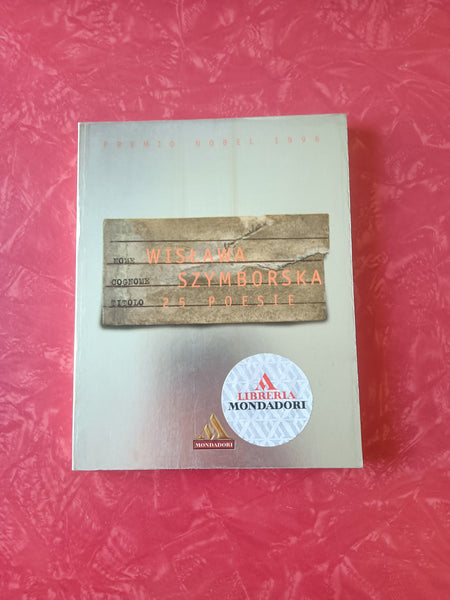 PREMIO NOBEL 1996
NOME WISŁAWA
COGNOME SZYMBORSKA
TITOLO 25 POESIE
LIBRERIA
MONDADORI
MONDADORI